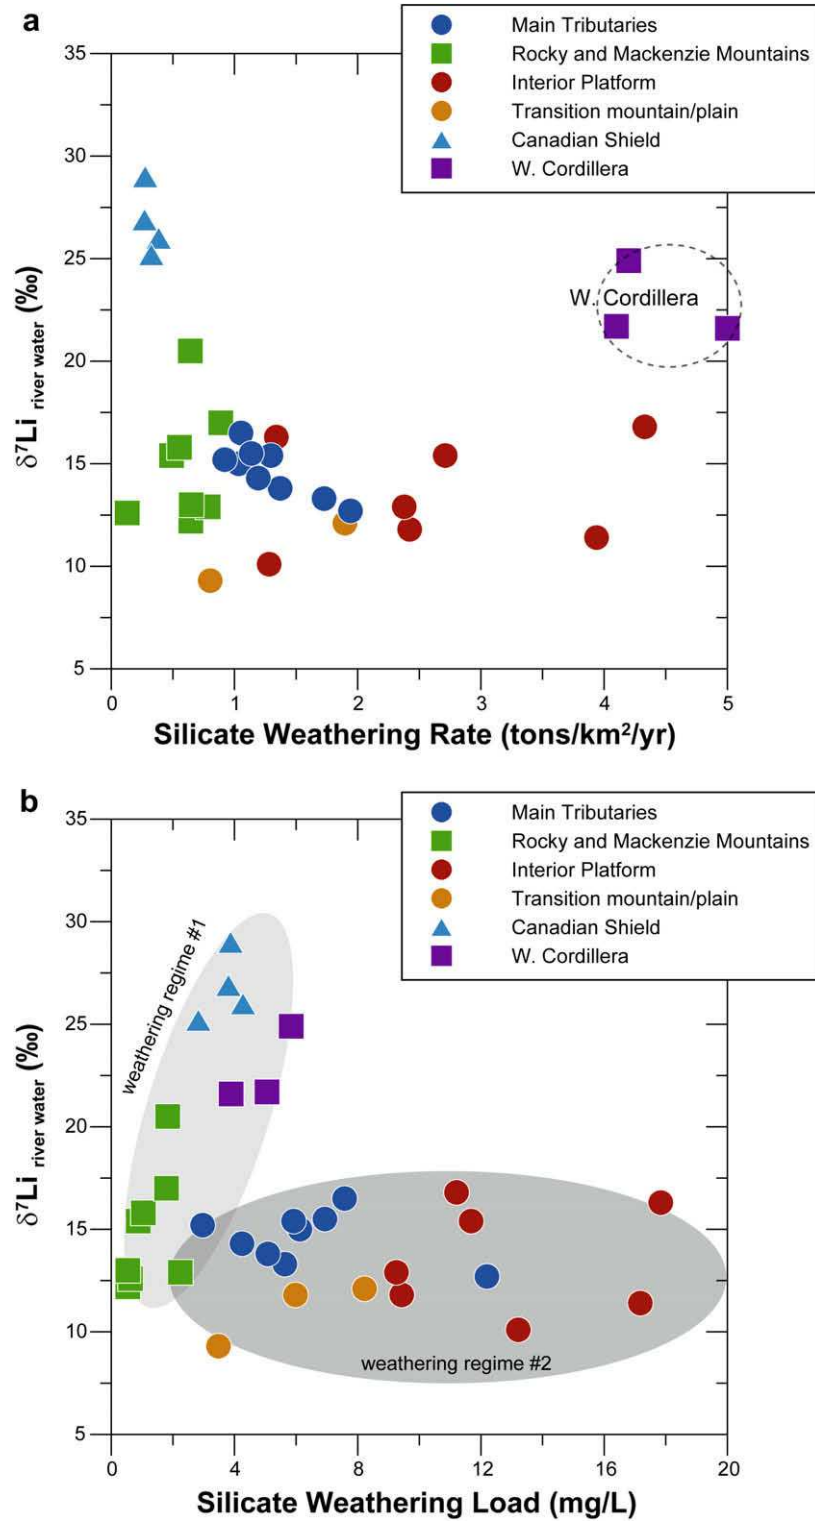 a
Main Tributaries
Rocky and Mackenzie Mountains
Interior Platform
Transition mountain/plain
Canadian Shield
W. Cordillera
35
30
25
20
15
10
5
δ⁷Li river water (‰)
W. Cordillera
0 1 2 3 4 5
Silicate Weathering Rate (tons/km²/yr)
b
Main Tributaries
Rocky and Mackenzie Mountains
Interior Platform
Transition mountain/plain
Canadian Shield
W. Cordillera
35
30
25
20
15
10
5
δ⁷Li river water (‰)
weathering regime #1
weathering regime #2
0 4 8 12 16 20
Silicate Weathering Load (mg/L)